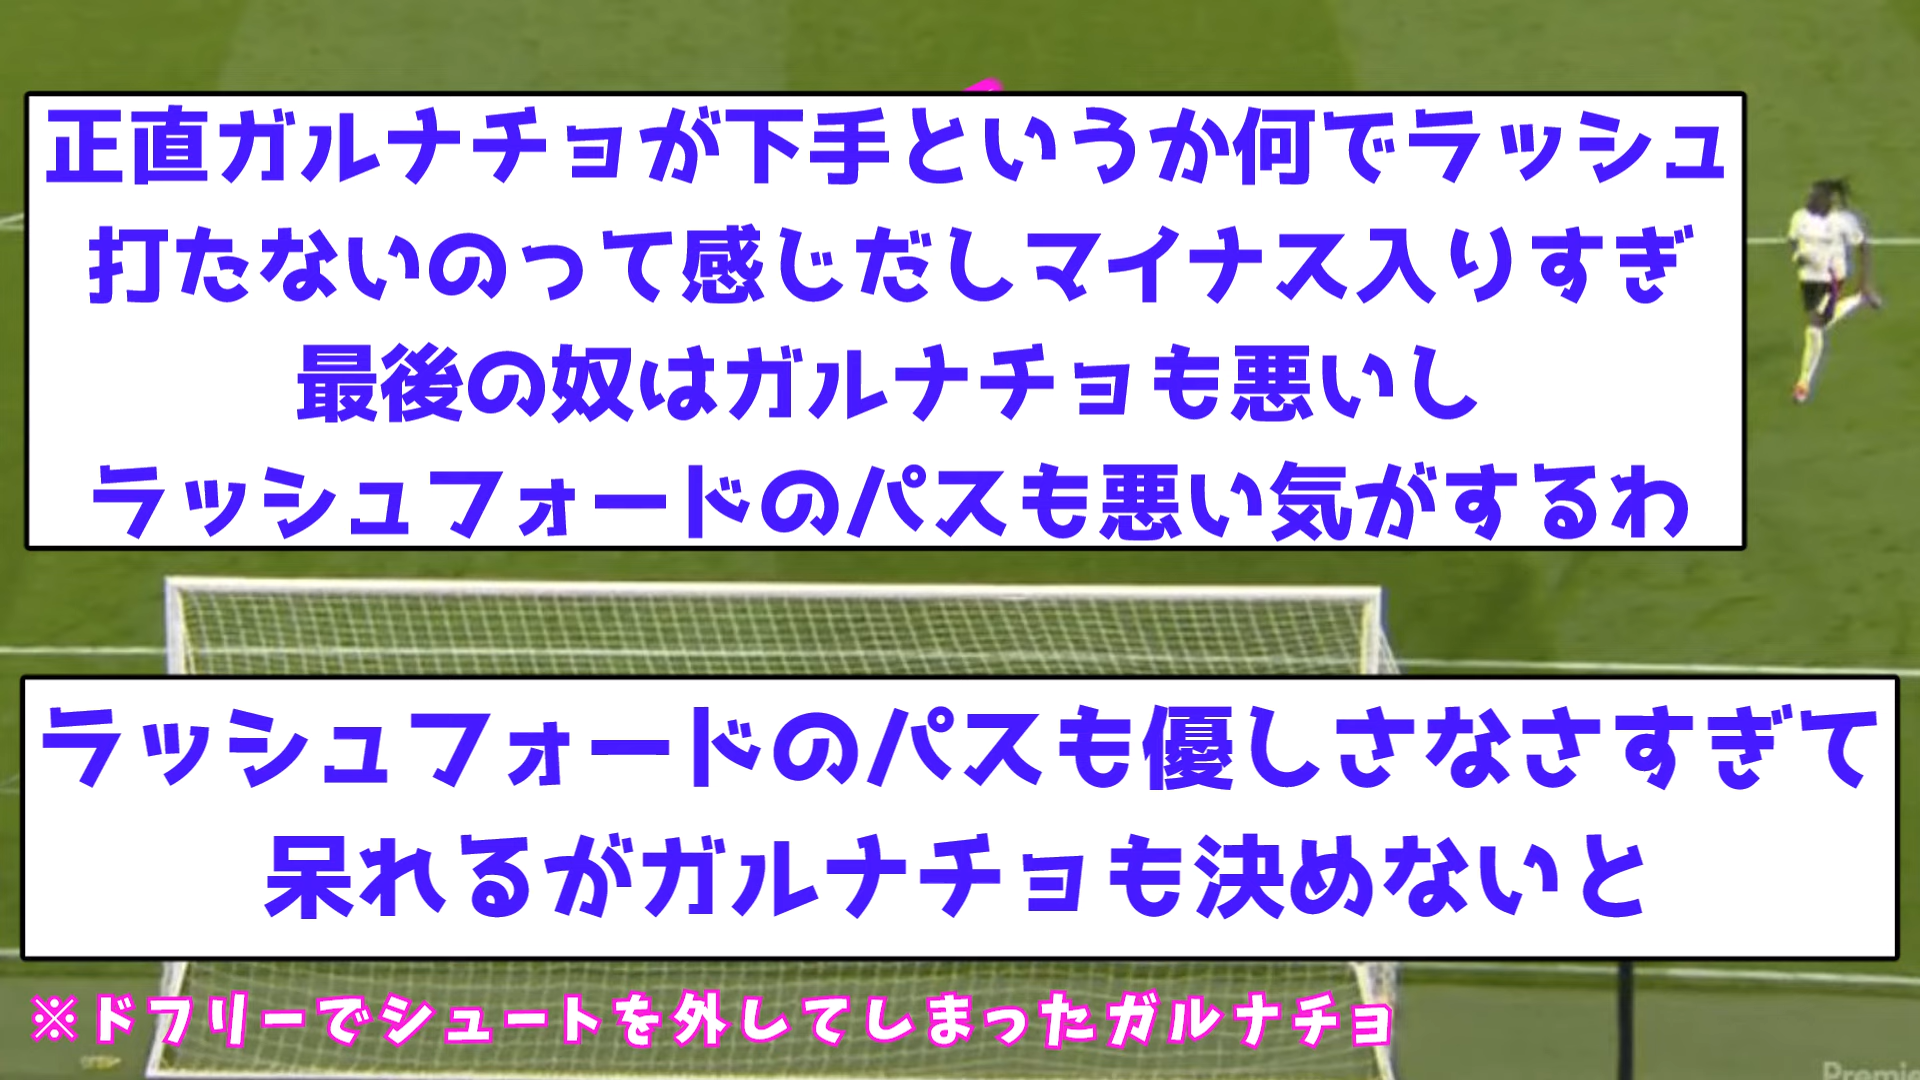 正直ガルナチョが下手というか何でラッシュ
打たないのって感じだしマイナス入りすぎ
最後の奴はガルナチョも悪いし
ラッシュフォードのパスも悪い気がするわ
ラッシュフォードのパスも優しさなさすぎて
呆れるがガルナチョも決めないと
※ドフリーでシュートを外してしまったガルナチョ